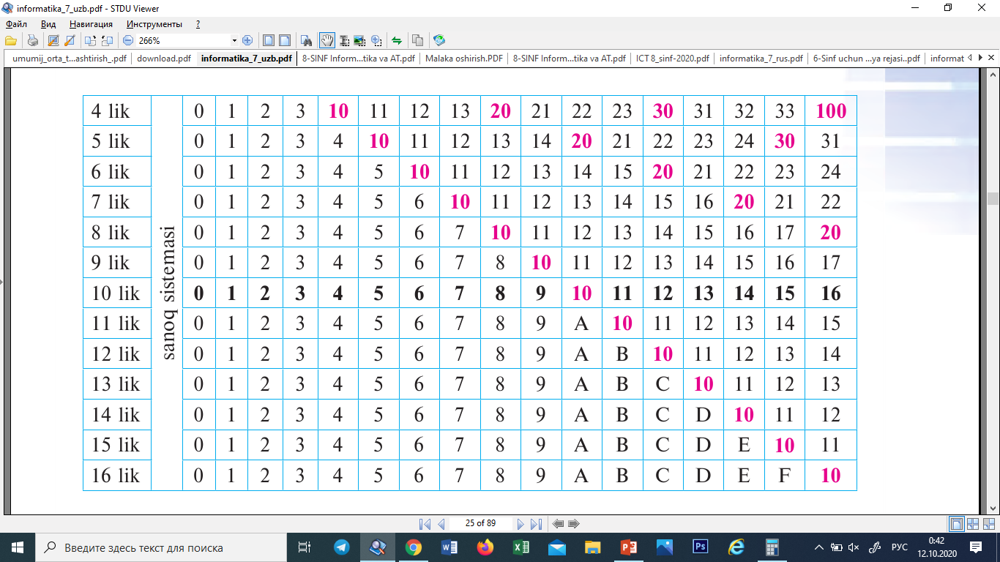 informatika_7_uzb.pdf - STDU Viewer
Файл Вид Навигация Инструменты ?
266%
umumij_orta_t...ashtirish_.pdf download.pdf informatika_7_uzb.pdf 8-SINF Inform...tika va AT.pdf Malaka oshirish.PDF 8-SINF Inform...tika va AT.pdf ICT 8_sinf-2020.pdf informatika_7_rus.pdf 6-Sinf uchun ...ya rejasi..pdf informat
4 lik 0 1 2 3 10 11 12 13 20 21 22 23 30 31 32 33 100
5 lik 0 1 2 3 4 10 11 12 13 14 20 21 22 23 24 30 31
6 lik 0 1 2 3 4 5 10 11 12 13 14 15 20 21 22 23 24
7 lik 0 1 2 3 4 5 6 10 11 12 13 14 15 16 20 21 22
8 lik 0 1 2 3 4 5 6 7 10 11 12 13 14 15 16 17 20
9 lik 0 1 2 3 4 5 6 7 8 10 11 12 13 14 15 16 17
sanoq sistemasi
10 lik 0 1 2 3 4 5 6 7 8 9 10 11 12 13 14 15 16
11 lik 0 1 2 3 4 5 6 7 8 9 A 10 11 12 13 14 15
12 lik 0 1 2 3 4 5 6 7 8 9 A B 10 11 12 13 14
13 lik 0 1 2 3 4 5 6 7 8 9 A B C 10 11 12 13
14 lik 0 1 2 3 4 5 6 7 8 9 A B C D 10 11 12
15 lik 0 1 2 3 4 5 6 7 8 9 A B C D E 10 11
16 lik 0 1 2 3 4 5 6 7 8 9 A B C D E F 10
25 of 89
Введите здесь текст для поиска
РУС
0:42
12.10.2020